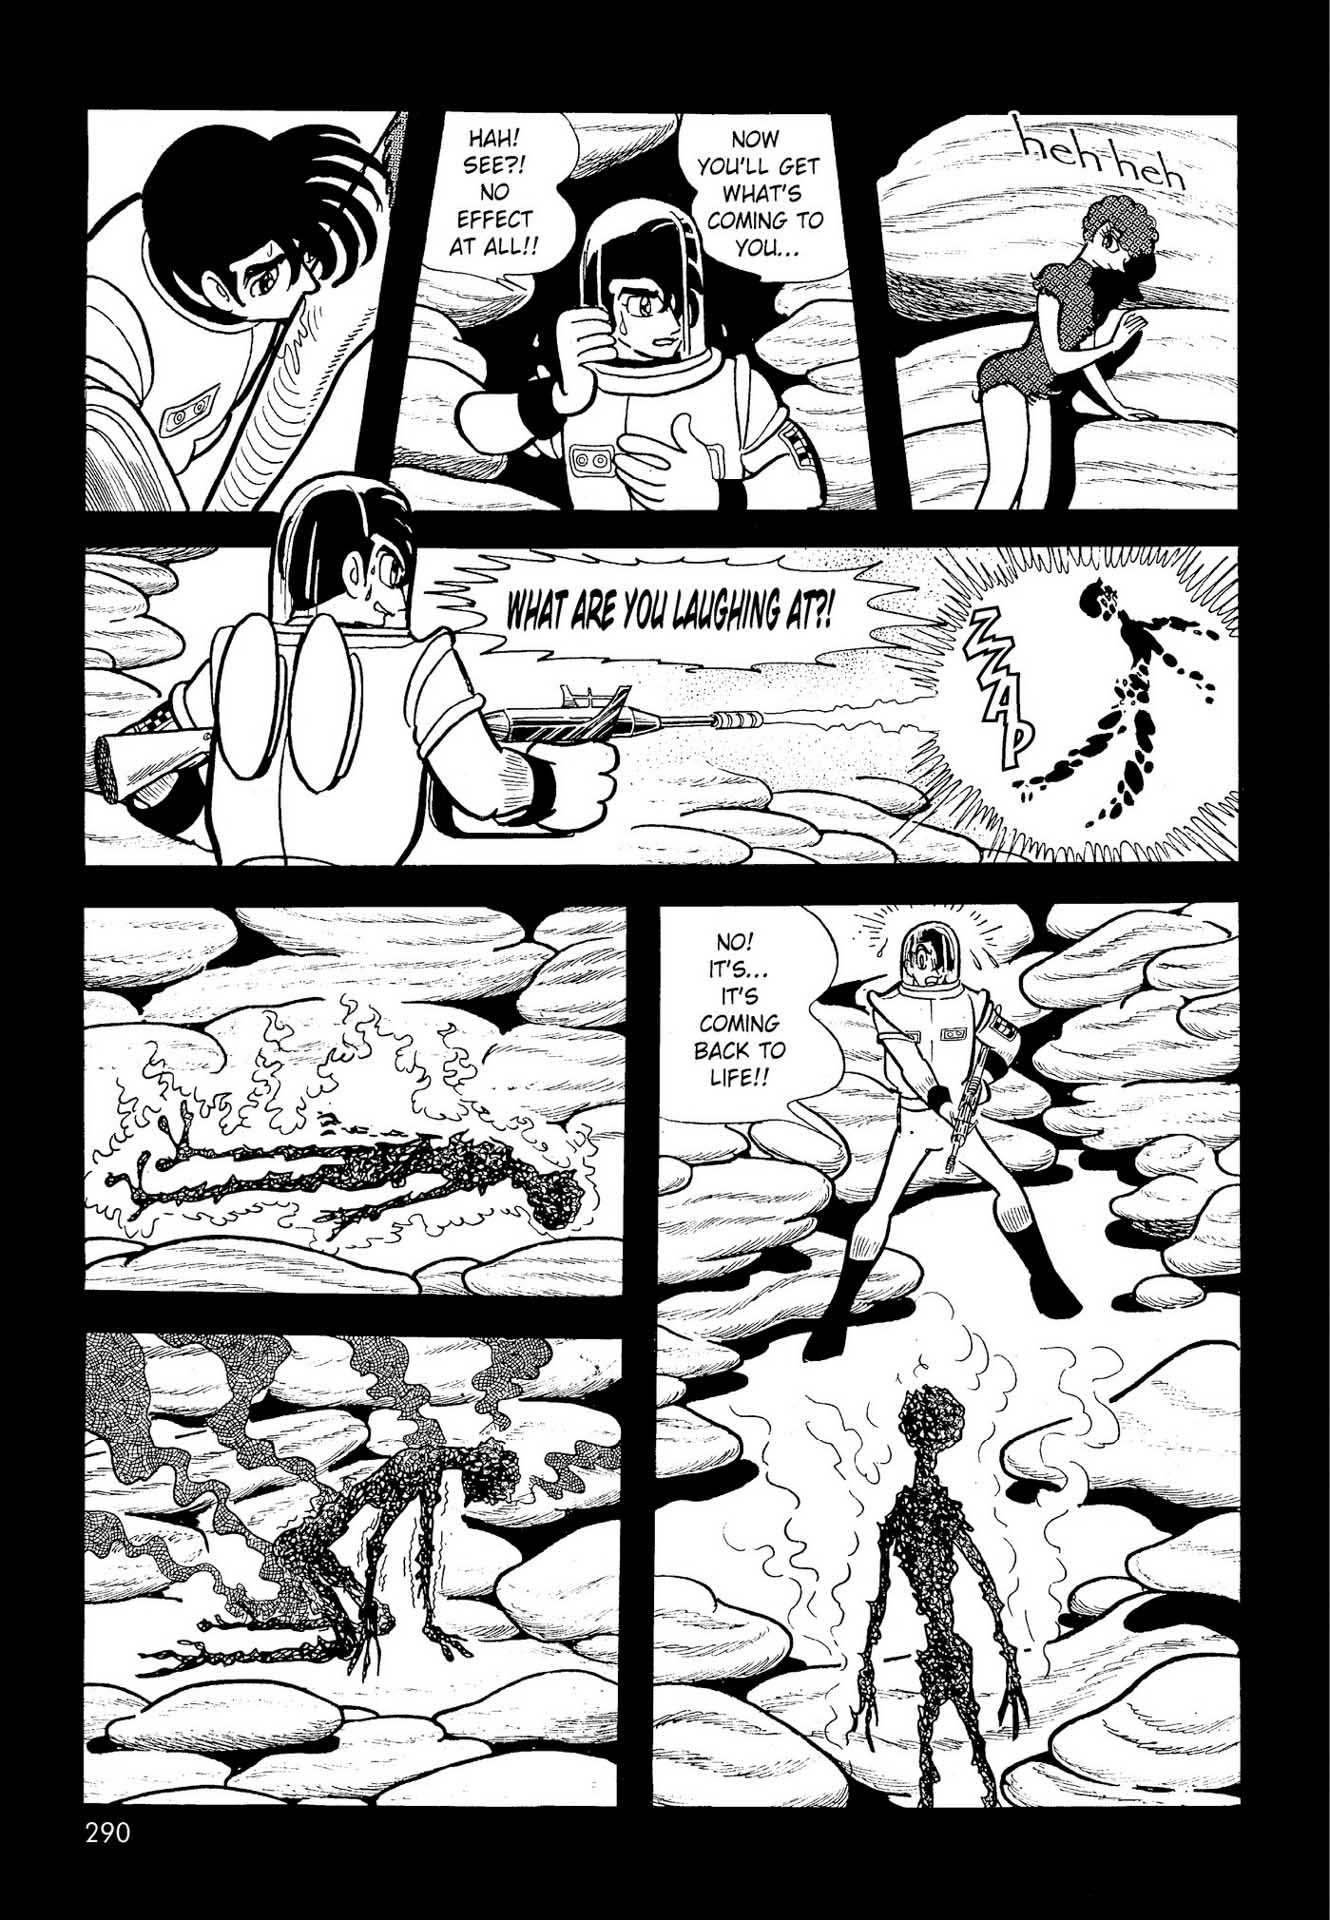 HAH!
SEE?!
NO
EFFECT
AT ALL!!
NOW
YOU'LL GET
WHAT'S
COMING TO
YOU...
heh heh
WHAT ARE YOU LAUGHING AT?!
ZZAP
NO!
IT'S...
IT'S
COMING
BACK TO
LIFE!!
290